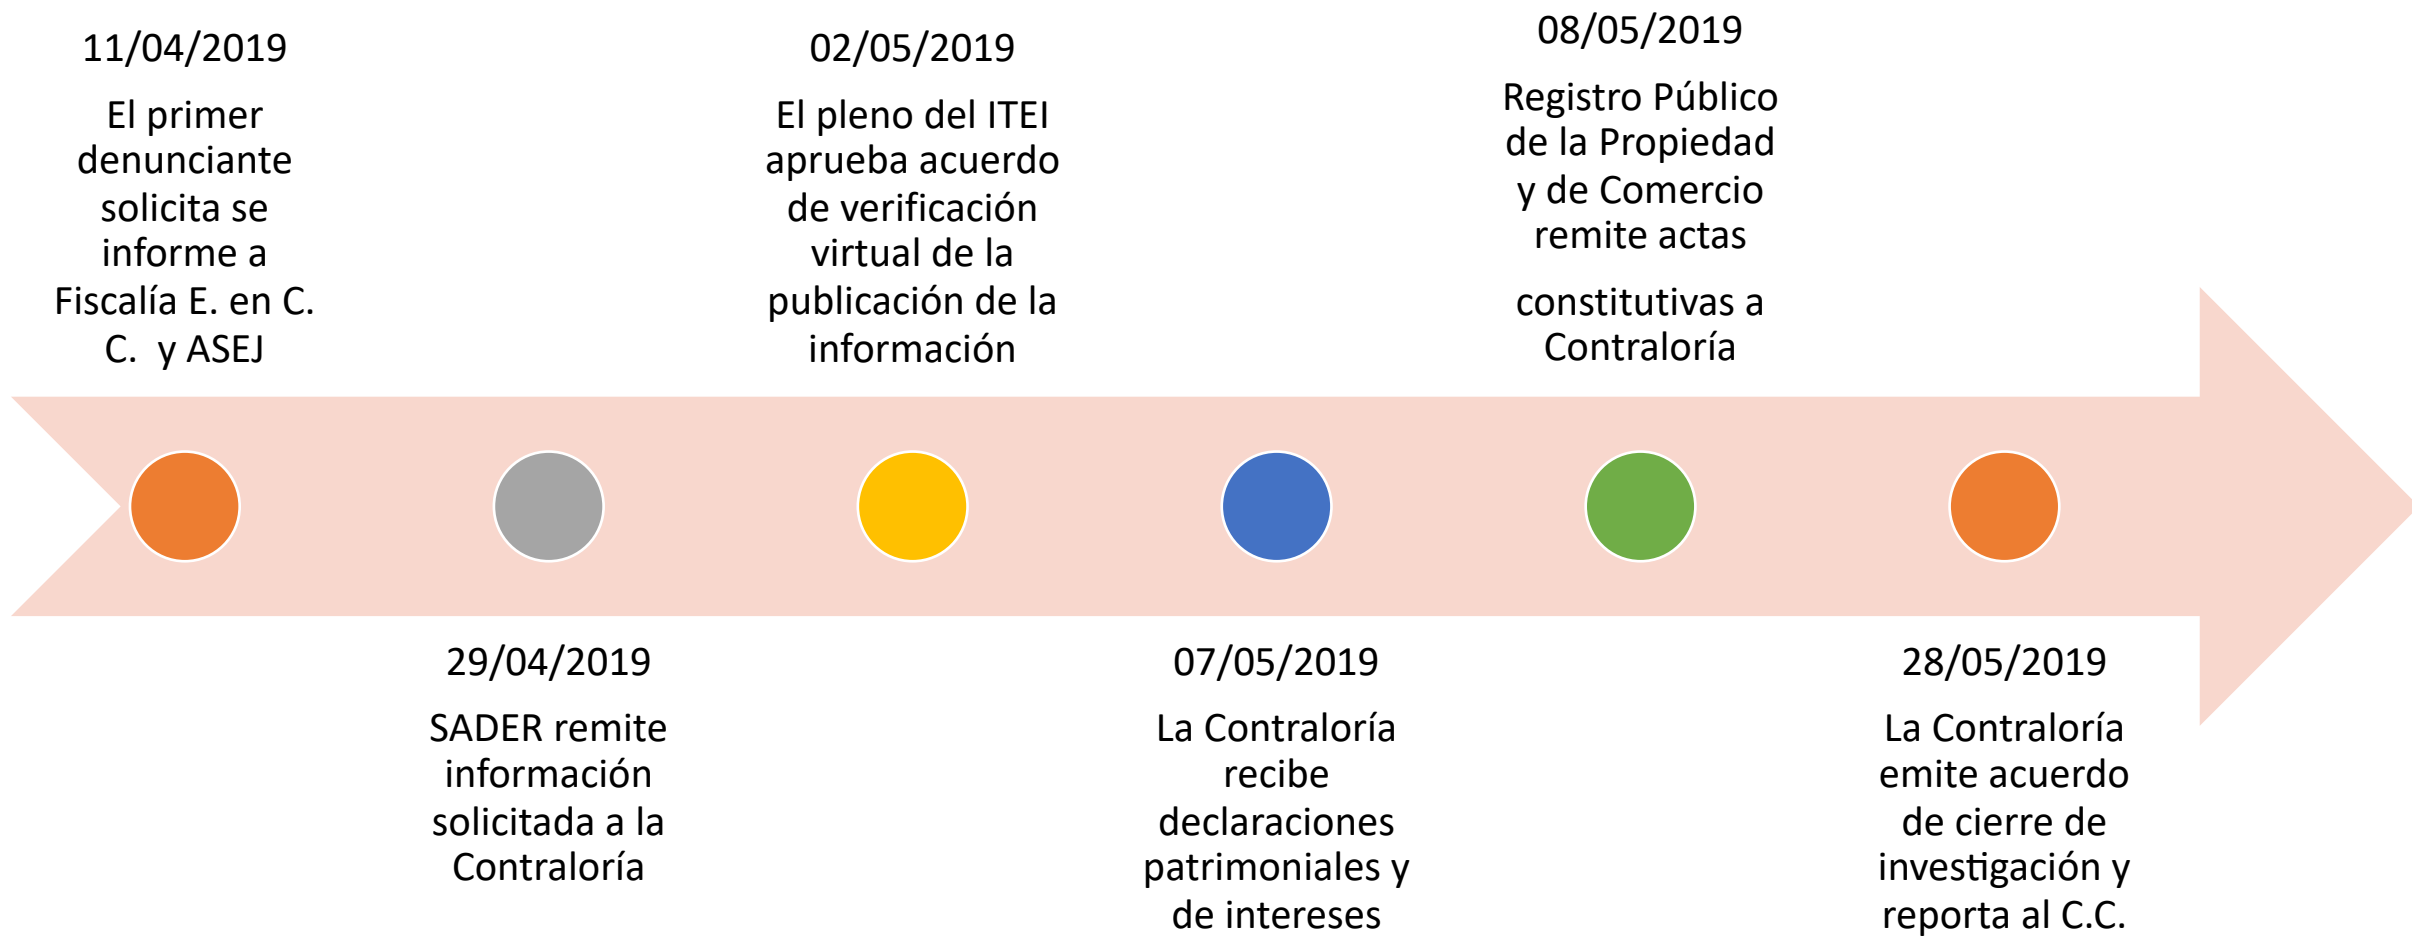 11/04/2019
El primer
denunciante
solicita se
informe a
Fiscalía E. en C.
C. y ASEJ
29/04/2019
SADER remite
información
solicitada a la
Contraloría
02/05/2019
El pleno del ITEI
aprueba acuerdo
de verificación
virtual de la
publicación de la
información
07/05/2019
La Contraloría
recibe
declaraciones
patrimoniales y
de intereses
08/05/2019
Registro Público
de la Propiedad
y de Comercio
remite actas
constitutivas a
Contraloría
28/05/2019
La Contraloría
emite acuerdo
de cierre de
investigación y
reporta al C.C.